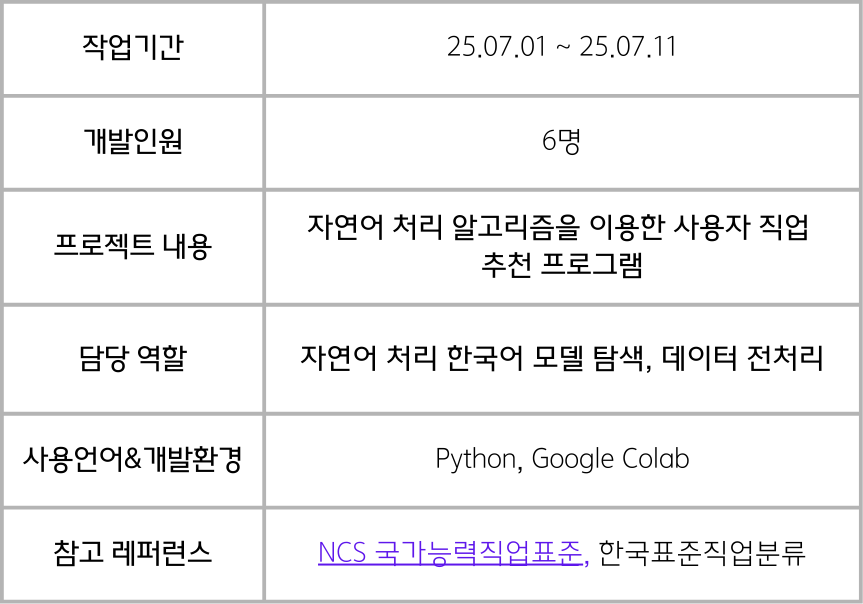 작업기간
25.07.01 ~ 25.07.11
개발인원
6명
프로젝트 내용
자연어 처리 알고리즘을 이용한 사용자 직업
추천 프로그램
담당 역할
자연어 처리 한국어 모델 탐색, 데이터 전처리
사용언어&개발환경
Python, Google Colab
참고 레퍼런스
NCS 국가능력직업표준, 한국표준직업분류